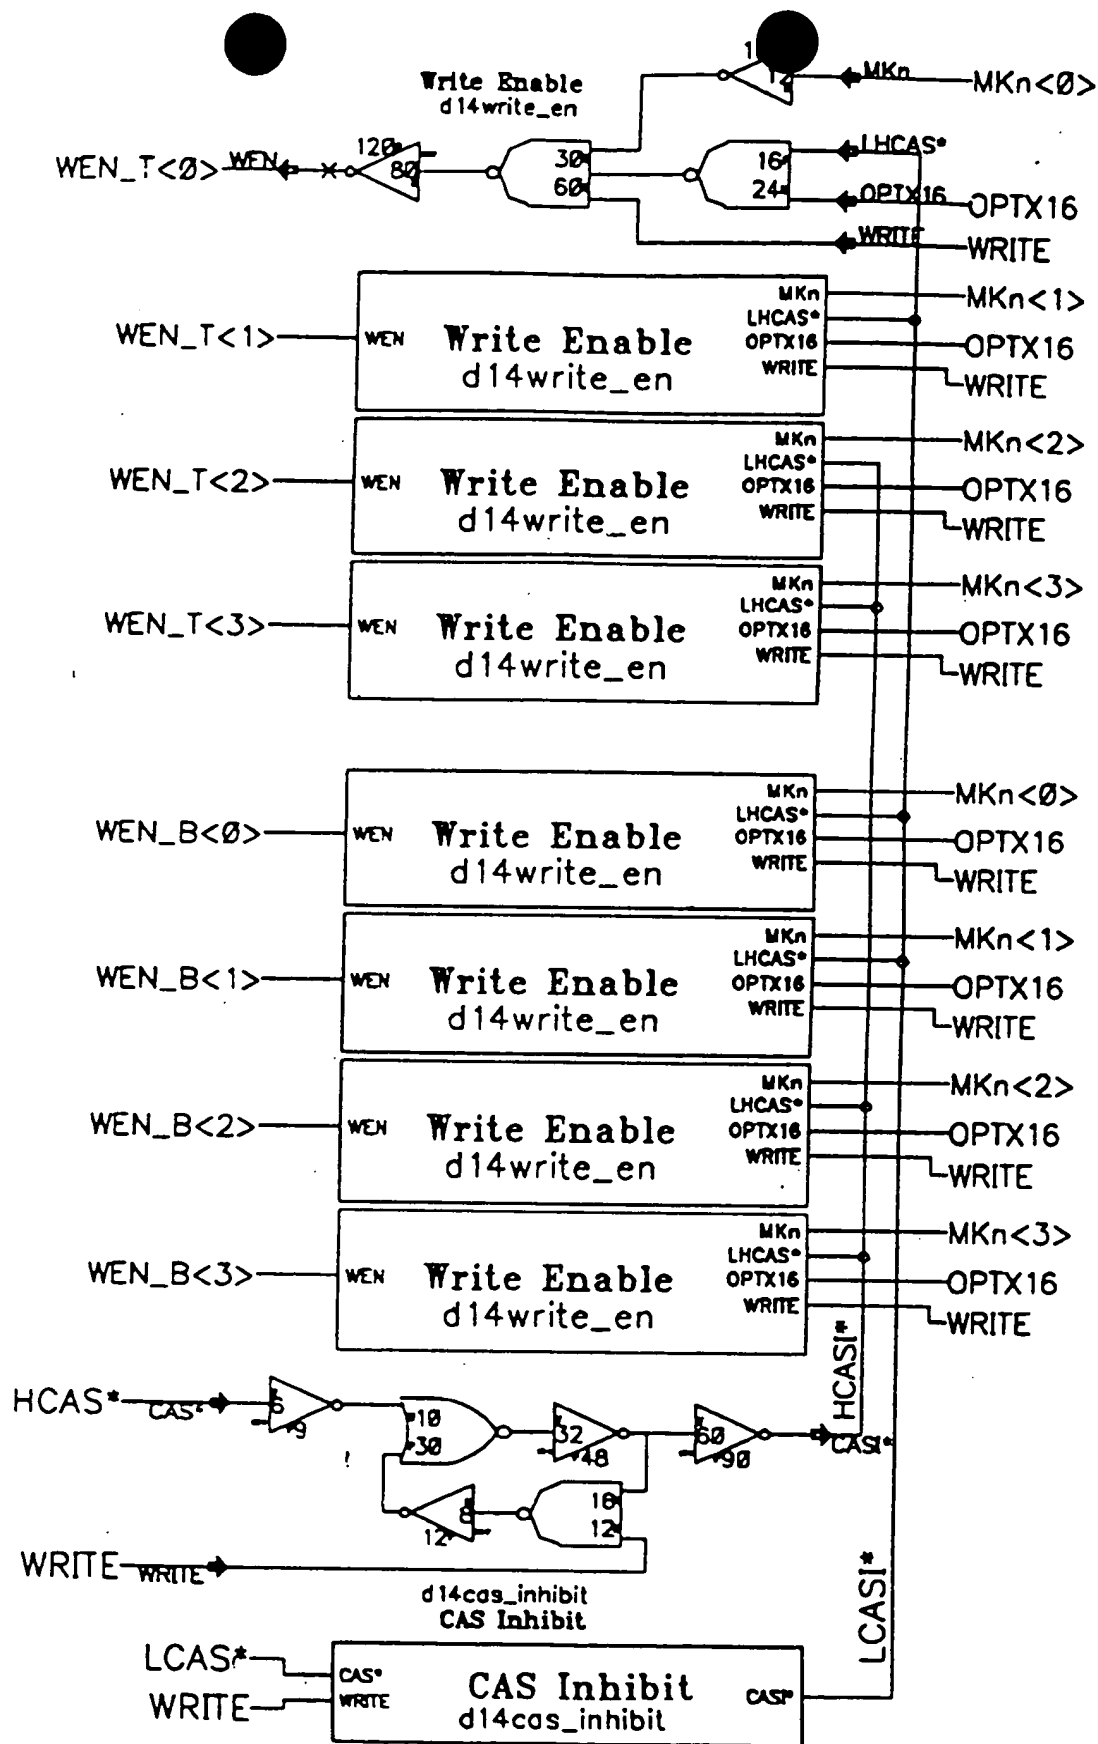 Write Enable
d14write_en
1
12
MKn
MKn<0>
WEN_T<0>
WEN
120
80
30
60
16
24
LHCAS*
OPTX16
OPTX16
WRITE
WRITE
WEN_T<1>
WEN
Write Enable
d14write_en
MKn
LHCAS*
OPTX16
WRITE
MKn<1>
OPTX16
WRITE
WEN_T<2>
WEN
Write Enable
d14write_en
MKn
LHCAS*
OPTX16
WRITE
MKn<2>
OPTX16
WRITE
WEN_T<3>
WEN
Write Enable
d14write_en
MKn
LHCAS*
OPTX16
WRITE
MKn<3>
OPTX16
WRITE
WEN_B<0>
WEN
Write Enable
d14write_en
MKn
LHCAS*
OPTX16
WRITE
MKn<0>
OPTX16
WRITE
WEN_B<1>
WEN
Write Enable
d14write_en
MKn
LHCAS*
OPTX16
WRITE
MKn<1>
OPTX16
WRITE
WEN_B<2>
WEN
Write Enable
d14write_en
MKn
LHCAS*
OPTX16
WRITE
MKn<2>
OPTX16
WRITE
WEN_B<3>
WEN
Write Enable
d14write_en
MKn
LHCAS*
OPTX16
WRITE
MKn<3>
OPTX16
WRITE
HCAS*
CAS*
6
9
10
30
32
48
60
90
CASI*
HCASI*
8
12
18
12
WRITE
WRITE
d14cas_inhibit
CAS Inhibit
LCASI*
LCAS*
WRITE
CAS*
WRITE
CAS Inhibit
d14cas_inhibit
CASI*